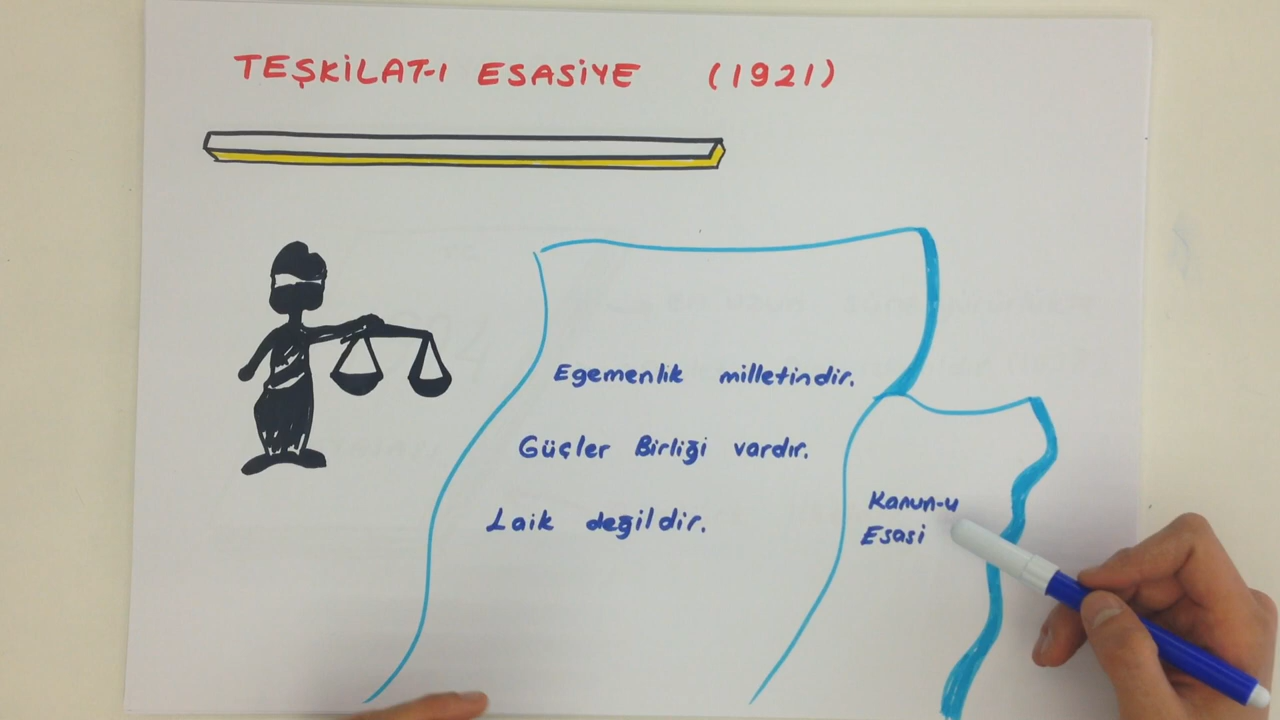 TEŞKİLAT-I ESASİYE (1921)
Egemenlik milletindir.
Güçler Birliği vardır.
Laik değildir.
Kanun-u
Esasi